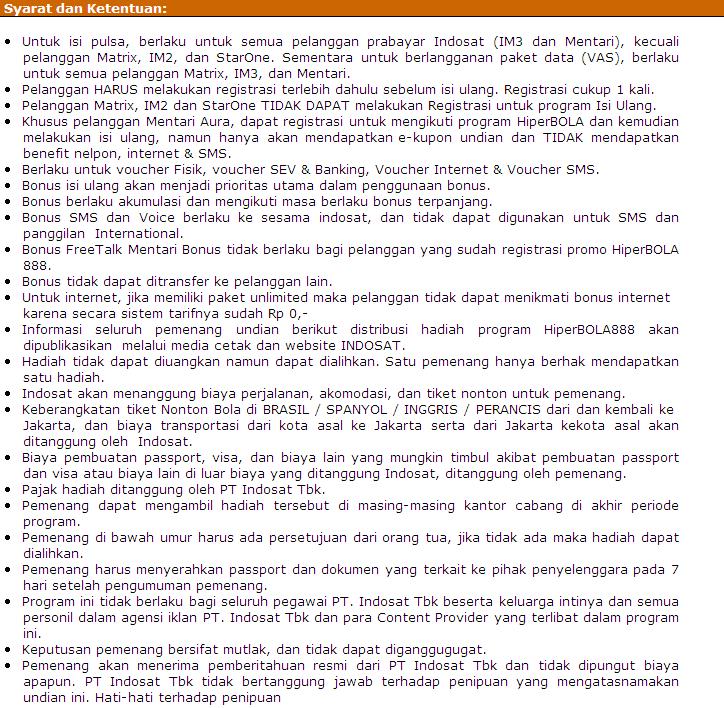 Syarat dan Ketentuan:
• Untuk isi pulsa, berlaku untuk semua pelanggan prabayar Indosat (IM3 dan Mentari), kecuali
pelanggan Matrix, IM2, dan StarOne. Sementara untuk berlangganan paket data (VAS), berlaku
untuk semua pelanggan Matrix, IM3, dan Mentari.
• Pelanggan HARUS melakukan registrasi terlebih dahulu sebelum isi ulang. Registrasi cukup 1 kali.
• Pelanggan Matrix, IM2 dan StarOne TIDAK DAPAT melakukan Registrasi untuk program Isi Ulang.
• Khusus pelanggan Mentari Aura, dapat registrasi untuk mengikuti program HiperBOLA dan kemudian
melakukan isi ulang, namun hanya akan mendapatkan e-kupon undian dan TIDAK mendapatkan
benefit nelpon, internet & SMS.
• Berlaku untuk voucher Fisik, voucher SEV & Banking, Voucher Internet & Voucher SMS.
• Bonus isi ulang akan menjadi prioritas utama dalam penggunaan bonus.
• Bonus berlaku akumulasi dan mengikuti masa berlaku bonus terpanjang.
• Bonus SMS dan Voice berlaku ke sesama indosat, dan tidak dapat digunakan untuk SMS dan
panggilan International.
• Bonus FreeTalk Mentari Bonus tidak berlaku bagi pelanggan yang sudah registrasi promo HiperBOLA
888.
• Bonus tidak dapat ditransfer ke pelanggan lain.
• Untuk internet, jika memiliki paket unlimited maka pelanggan tidak dapat menikmati bonus internet
karena secara sistem tarifnya sudah Rp 0,-
• Informasi seluruh pemenang undian berikut distribusi hadiah program HiperBOLA888 akan
dipublikasikan melalui media cetak dan website INDOSAT.
• Hadiah tidak dapat diuangkan namun dapat dialihkan. Satu pemenang hanya berhak mendapatkan
satu hadiah.
• Indosat akan menanggung biaya perjalanan, akomodasi, dan tiket nonton untuk pemenang.
• Keberangkatan tiket Nonton Bola di BRASIL / SPANYOL / INGGRIS / PERANCIS dari dan kembali ke
Jakarta, dan biaya transportasi dari kota asal ke Jakarta serta dari Jakarta kekota asal akan
ditanggung oleh Indosat.
• Biaya pembuatan passport, visa, dan biaya lain yang mungkin timbul akibat pembuatan passport
dan visa atau biaya lain di luar biaya yang ditanggung Indosat, ditanggung oleh pemenang.
• Pajak hadiah ditanggung oleh PT Indosat Tbk.
• Pemenang dapat mengambil hadiah tersebut di masing-masing kantor cabang di akhir periode
program.
• Pemenang di bawah umur harus ada persetujuan dari orang tua, jika tidak ada maka hadiah dapat
dialihkan.
• Pemenang harus menyerahkan passport dan dokumen yang terkait ke pihak penyelenggara pada 7
hari setelah pengumuman pemenang.
• Program ini tidak berlaku bagi seluruh pegawai PT. Indosat Tbk beserta keluarga intinya dan semua
personil dalam agensi iklan PT. Indosat Tbk dan para Content Provider yang terlibat dalam program
ini.
• Keputusan pemenang bersifat mutlak, dan tidak dapat diganggugugat.
• Pemenang akan menerima pemberitahuan resmi dari PT Indosat Tbk dan tidak dipungut biaya
apapun. PT Indosat Tbk tidak bertanggung jawab terhadap penipuan yang mengatasnamakan
undian ini. Hati-hati terhadap penipuan